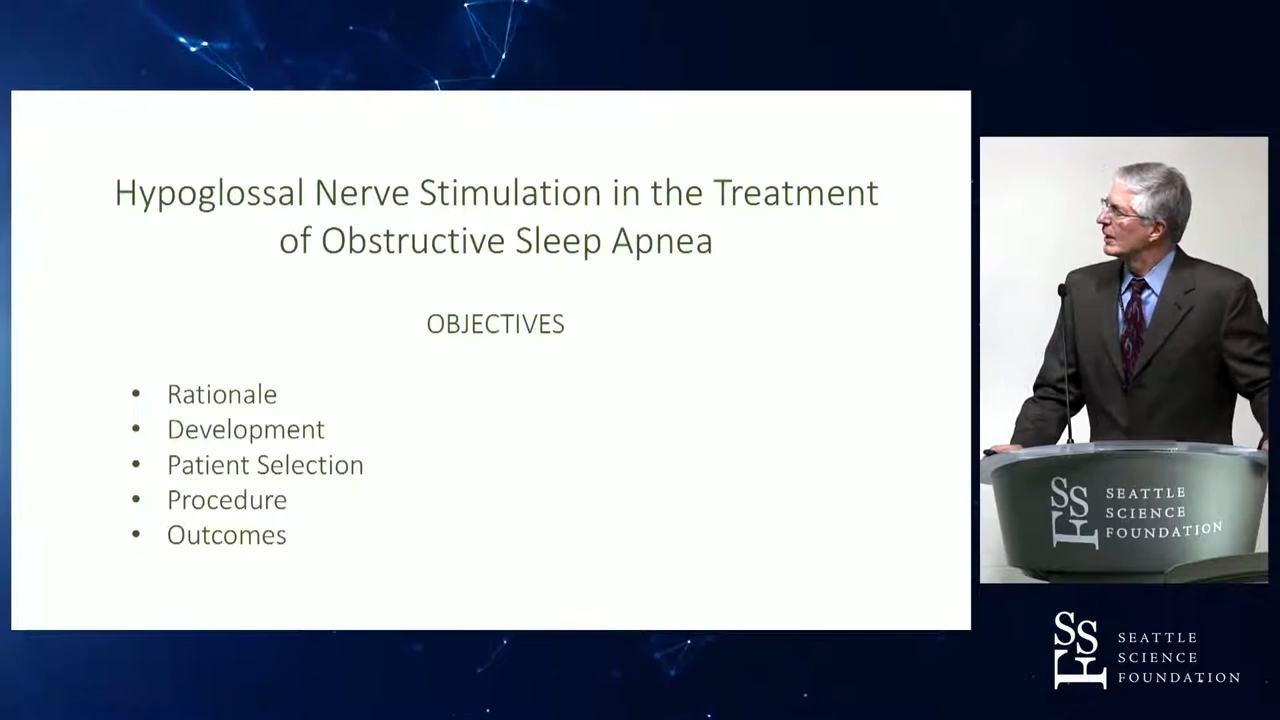 Hypoglossal Nerve Stimulation in the Treatment
of Obstructive Sleep Apnea
OBJECTIVES
• Rationale
• Development
• Patient Selection
• Procedure
• Outcomes
SSF
SEATTLE
SCIENCE
FOUNDATION
SSF
SEATTLE
SCIENCE
FOUNDATION